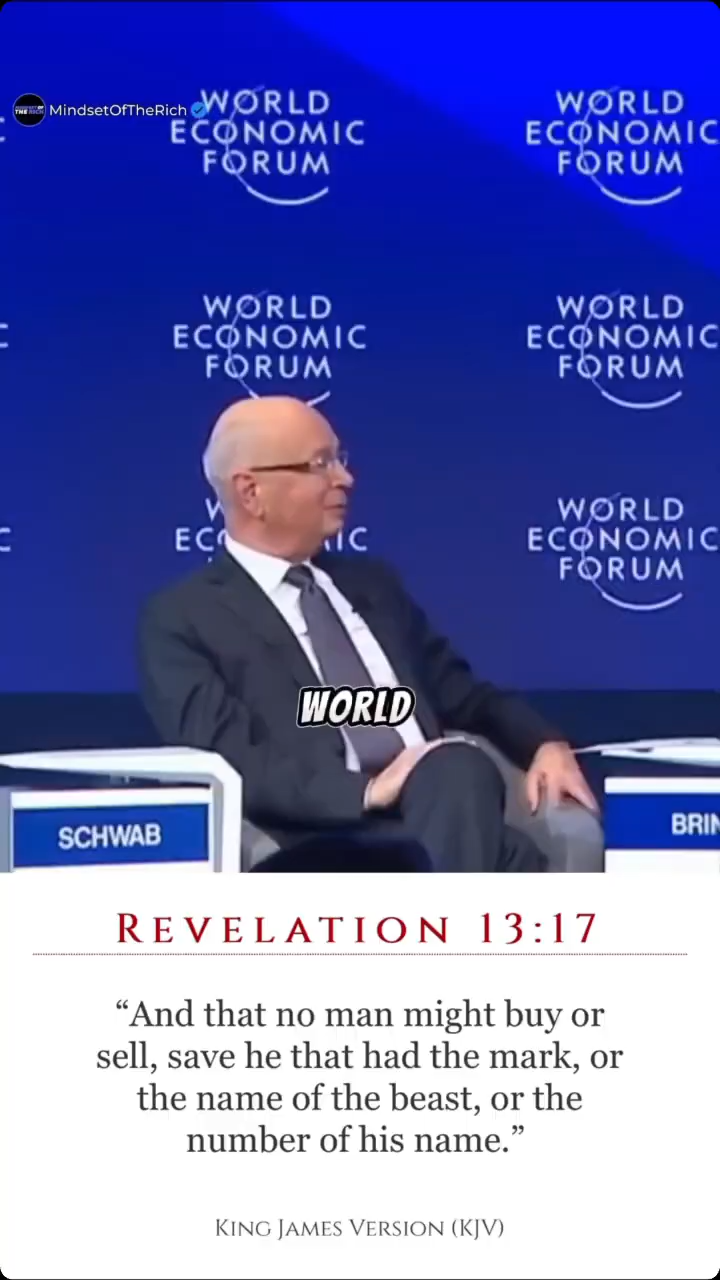 MindsetOfTheRich
WORLD
ECONOMIC
FORUM
WORLD
ECONOMIC
FORUM
WORLD
ECONOMIC
FORUM
WORLD
ECONOMIC
FORUM
WORLD
ECONOMIC
FORUM
WORLD
SCHWAB
BRIN
REVELATION 13:17
“And that no man might buy or
sell, save he that had the mark, or
the name of the beast, or the
number of his name.”
KING JAMES VERSION (KJV)